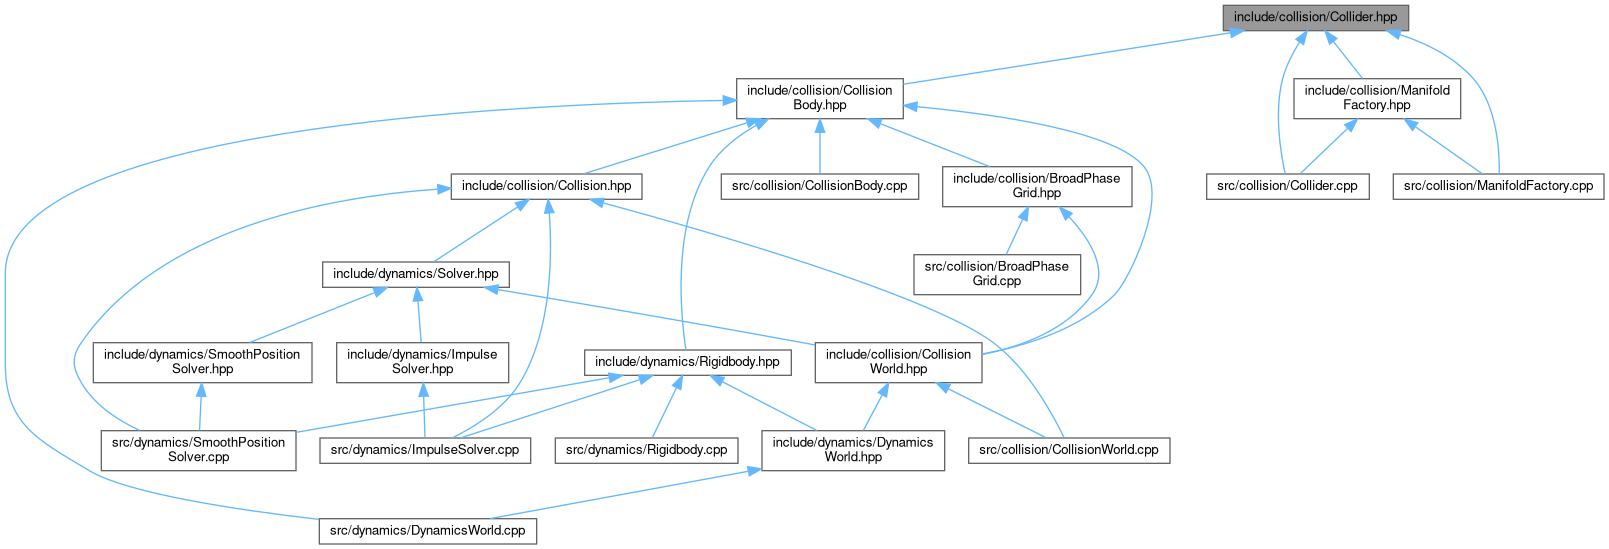 include/collision/Collider.hpp
include/collision/Collision
Body.hpp
include/collision/Manifold
Factory.hpp
include/collision/Collision.hpp
src/collision/CollisionBody.cpp
include/collision/BroadPhase
Grid.hpp
src/collision/Collider.cpp
src/collision/ManifoldFactory.cpp
include/dynamics/Solver.hpp
src/collision/BroadPhase
Grid.cpp
include/dynamics/SmoothPosition
Solver.hpp
include/dynamics/Impulse
Solver.hpp
include/dynamics/Rigidbody.hpp
include/collision/Collision
World.hpp
src/dynamics/SmoothPosition
Solver.cpp
src/dynamics/ImpulseSolver.cpp
src/dynamics/Rigidbody.cpp
include/dynamics/Dynamics
World.hpp
src/collision/CollisionWorld.cpp
src/dynamics/DynamicsWorld.cpp